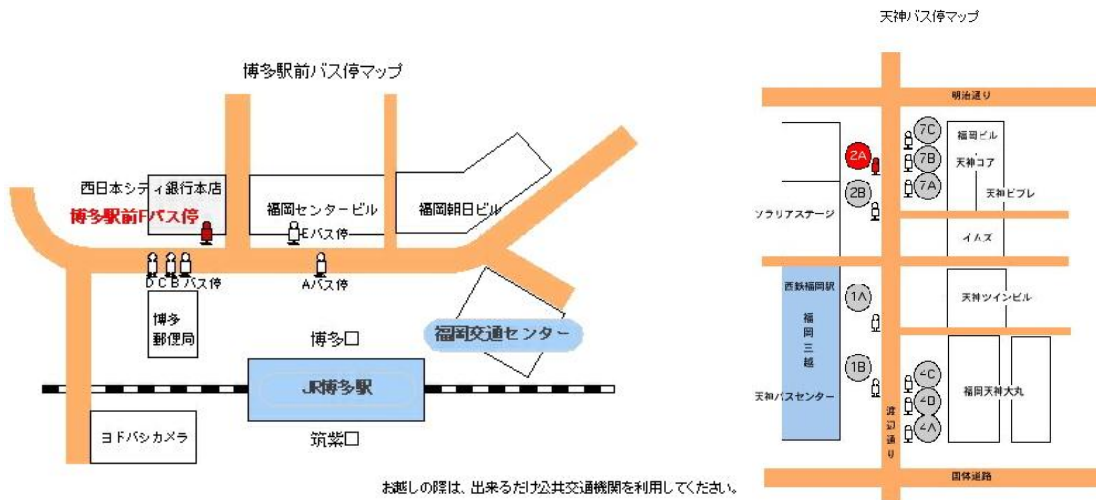 天神バス停マップ
博多駅前バス停マップ
西日本シティ銀行本店
博多駅前Fバス停
福岡センタービル
福岡朝日ビル
Eバス停
D C B バス停
Aバス停
博多
郵便局
博多口
福岡交通センター
JR博多駅
ヨドバシカメラ
筑紫口
お越しの際は、出来るだけ公共交通機関を利用してください。
明治通り
7C
福岡ビル
2A
7B
天神コア
7A
天神ビブレ
2B
ソラリアステージ
イムズ
西鉄福岡駅
1A
天神ツインビル
福岡三越
1B
4C
福岡天神大丸
天神バスセンター
4B
4A
渡辺通り
国体道路